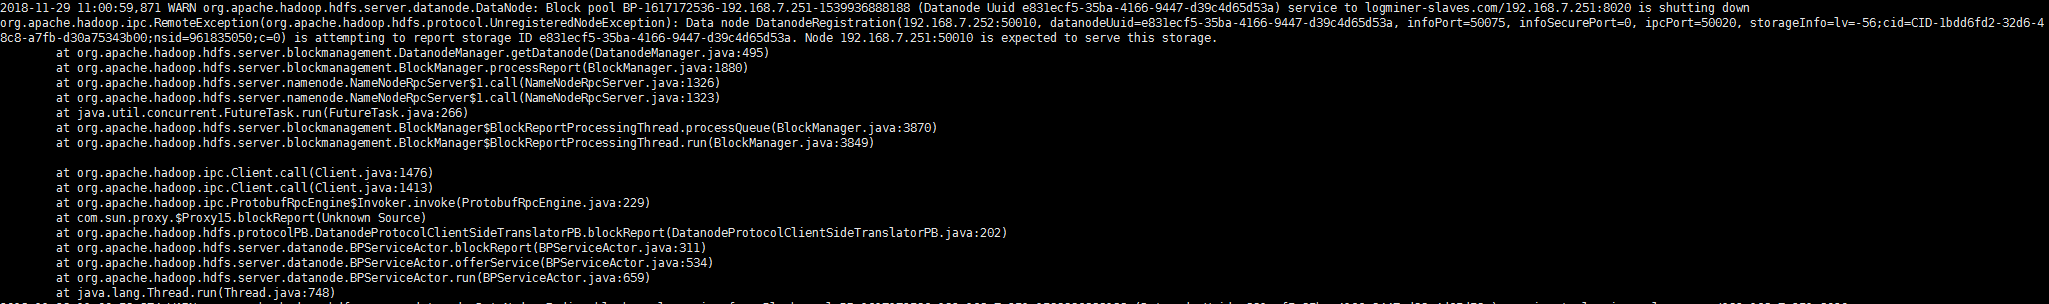 2018-11-29 11:00:59,871 WARN org.apache.hadoop.hdfs.server.datanode.DataNode: Block pool BP-1617172536-192.168.7.251-1539936888188 (Datanode Uuid e831ecf5-35ba-4166-9447-d39c4d65d53a) service to logminer-slaves.com/192.168.7.251:8020 is shutting down
org.apache.hadoop.ipc.RemoteException(org.apache.hadoop.hdfs.protocol.UnregisteredNodeException): Data node DatanodeRegistration(192.168.7.252:50010, datanodeUuid=e831ecf5-35ba-4166-9447-d39c4d65d53a, infoPort=50075, infoSecurePort=0, ipcPort=50020, storageInfo=lv=-56;cid=CID-1bdd6fd2-32d6-4
8c8-a7fb-d30a75343b00;nsid=961835050;c=0) is attempting to report storage ID e831ecf5-35ba-4166-9447-d39c4d65d53a. Node 192.168.7.251:50010 is expected to serve this storage.
at org.apache.hadoop.hdfs.server.blockmanagement.DatanodeManager.getDatanode(DatanodeManager.java:495)
at org.apache.hadoop.hdfs.server.blockmanagement.BlockManager.processReport(BlockManager.java:1880)
at org.apache.hadoop.hdfs.server.namenode.NameNodeRpcServer$1.call(NameNodeRpcServer.java:1326)
at org.apache.hadoop.hdfs.server.namenode.NameNodeRpcServer$1.call(NameNodeRpcServer.java:1323)
at java.util.concurrent.FutureTask.run(FutureTask.java:266)
at org.apache.hadoop.hdfs.server.blockmanagement.BlockManager$BlockReportProcessingThread.processQueue(BlockManager.java:3870)
at org.apache.hadoop.hdfs.server.blockmanagement.BlockManager$BlockReportProcessingThread.run(BlockManager.java:3849)
at org.apache.hadoop.ipc.Client.call(Client.java:1476)
at org.apache.hadoop.ipc.Client.call(Client.java:1413)
at org.apache.hadoop.ipc.ProtobufRpcEngine$Invoker.invoke(ProtobufRpcEngine.java:229)
at com.sun.proxy.$Proxy15.blockReport(Unknown Source)
at org.apache.hadoop.hdfs.protocolPB.DatanodeProtocolClientSideTranslatorPB.blockReport(DatanodeProtocolClientSideTranslatorPB.java:202)
at org.apache.hadoop.hdfs.server.datanode.BPServiceActor.blockReport(BPServiceActor.java:311)
at org.apache.hadoop.hdfs.server.datanode.BPServiceActor.offerService(BPServiceActor.java:534)
at org.apache.hadoop.hdfs.server.datanode.BPServiceActor.run(BPServiceActor.java:659)
at java.lang.Thread.run(Thread.java:748)